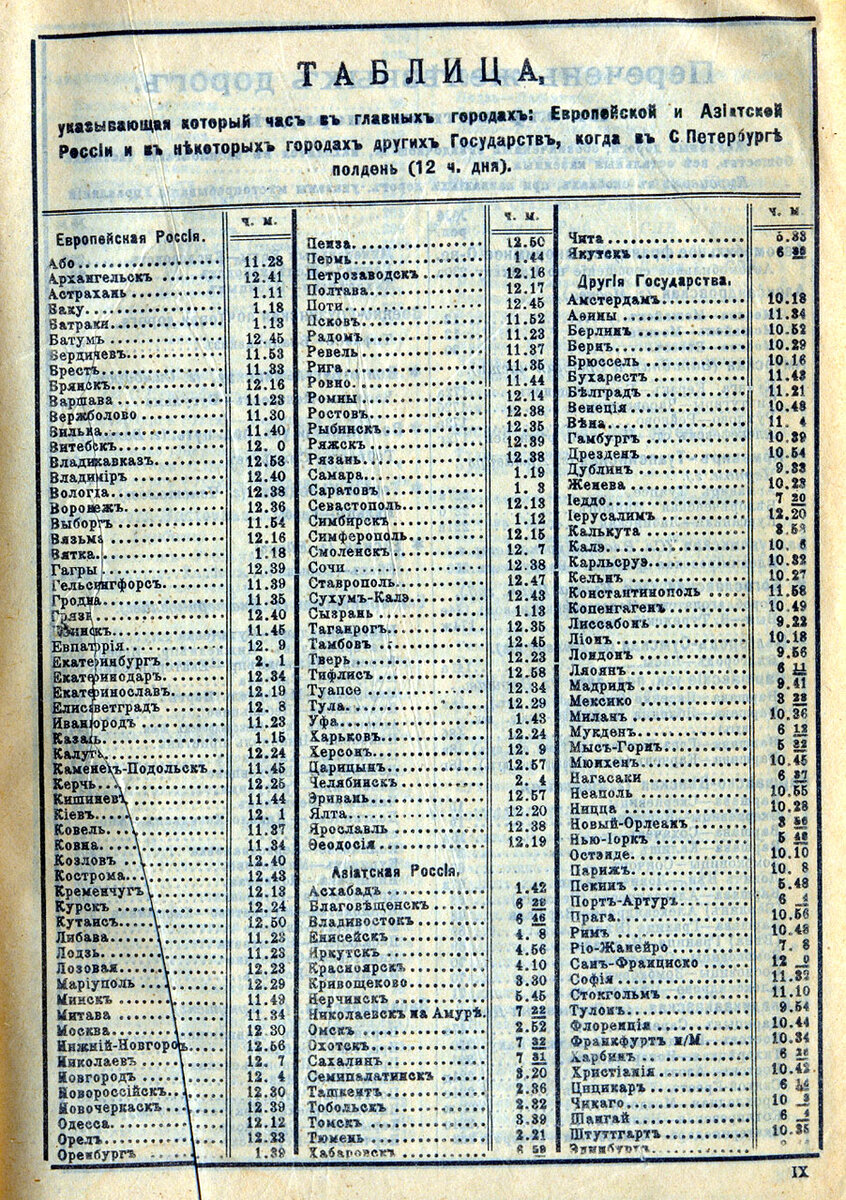 ТАБЛИЦА,
указывающая который часъ въ главныхъ городахъ: Европейской и Азіатской
Россіи и въ нѣкоторыхъ городахъ другихъ Государствъ, когда въ С Петербургѣ
полдень (12 ч. дня).
ч. м.
Европейская Россія.
Або 11.28
Архангельскъ 12.41
Астрахань 1.11
Баку 1.18
Батраки 1.13
Батумъ 12.45
Бердичевъ 11.53
Брестъ 11.33
Брянскъ 12.16
Варшава 11.23
Вержболово 11.30
Вильна 11.40
Витебскъ 12. 0
Владикавказъ 12.53
Владиміръ 12.40
Вологда 12.38
Воронежъ 12.36
Выборгъ 11.54
Вязьма 12.16
Вятка 1.18
Гагры 12.39
Гельсингфорсъ 11.39
Гродна 11.35
Грязи 12.40
11.45
Евпаторія 12. 9
Екатеринбургъ 2. 1
Екатеринодаръ 12.34
Екатеринославъ 12.19
Елисаветградъ 12. 8
Ивангородъ 11.23
Казань 1.15
Калуга 12.24
Каменецъ-Подольскъ 11.45
Керчь 12.25
Кишиневъ 11.44
Кіевъ 12. 1
Ковель 11.37
Ковна 11.34
Козловъ 12.40
Кострома 12.43
Кременчугъ 12.13
Курскъ 12.24
Кутаисъ 12.50
Либава 11.23
Лодзь 11.23
Лозовая 12.23
Маріуполь 12.29
Минскъ 11.49
Митава 11.34
Москва 12.30
Нижній-Новгородъ 12.56
Николаевъ 12. 7
Новгородъ 12. 4
Новороссійскъ 12.30
Новочеркасскъ 12.39
Одесса 12.12
Орелъ 12.23
Оренбургъ 1.39
ч. м.
Пенза 12.50
Пермь 1.44
Петрозаводскъ 12.16
Полтава 12.17
Поти 12.45
Псковъ 11.52
Радомъ 11.23
Ревель 11.37
Рига 11.35
Ровно 11.44
Ромны 12.14
Ростовъ 12.38
Рыбинскъ 12.35
Ряжскъ 12.39
Рязань 12.38
Самара 1.19
Саратовъ 1. 3
Севастополь 12.13
Симбирскъ 1.12
Симферополь 12.15
Смоленскъ 12. 7
Сочи 12.38
Ставрополь 12.47
Сухумъ-Калэ 12.43
Сызрань 1.13
Таганрогъ 12.35
Тамбовъ 12.45
Тверь 12.23
Тифлисъ 12.58
Туапсе 12.34
Тула 12.29
Уфа 1.43
Харьковъ 12.24
Херсонъ 12. 9
Царицынъ 12.57
Челябинскъ 2. 4
Эривань 12.57
Ялта 12.20
Ярославль 12.38
Ѳеодосія 12.19
Азіатская Россія.
Асхабадъ 1.42
Благовѣщенскъ 6 28
Владивостокъ 6 46
Енисейскъ 4. 8
Иркутскъ 4.56
Красноярскъ 4.10
Кривощеково 3.30
Нерчинскъ 5.45
Николаевскъ на Амурѣ. 7 22
Омскъ 2.52
Охотскъ 7 32
Сахалинъ 7 31
Семипалатинскъ 3.20
Ташкентъ 2.36
Тобольскъ 2.32
Томскъ 3.39
Тюмень 2.21
Хабаровскъ 6 59
ч. м
Чита 5.33
Якутскъ 6
Другія Государства.
Амстердамъ 10.18
Аѳины 11.34
Берлинъ 10.52
Бернъ 10.29
Брюссель 10.16
Бухарестъ 11.43
Бѣлградъ 11.21
Венеція 10.48
Вѣна 11. 4
Гамбургъ 10.39
Дрезденъ 10.54
Дублинъ 9.33
Женева 10.23
Іеддо 7 20
Іерусалимъ 12.20
Калькута 3.53
Калэ 10. 6
Карльсруэ 10.32
Кельнъ 10.27
Константинополь 11.58
Копенгагенъ 10.49
Лиссабонъ 9.22
Ліонъ 10.18
Лондонъ 9.56
Ляоянъ 6 11
Мадридъ 9.41
Мексико 3 23
Миланъ 10.36
Мукденъ 6 12
Мысъ-Горнъ 5 22
Мюнхенъ 10.45
Нагасаки 6 37
Неаполь 10.55
Ницца 10.28
Новый-Орлеанъ 3 56
Нью-Іоркъ 5
Остэнде 10.10
Парижъ 10. 8
Пекинъ 5.48
Портъ-Артуръ 6 4
Прага 10.56
Римъ 10.48
Ріо-Жанейро 7. 8
Санъ-Франциско 12
Софія 11.32
Стокгольмъ 11.10
Тулонъ 9.54
Флоренція 10.44
Франкфуртъ н/М 10.34
Харбинъ 6
Христіанія 10.42
Цицикаръ 6
Чикаго 10
Шангай 6 4
Штуттгартъ 10.35
Эдинбургъ
IX